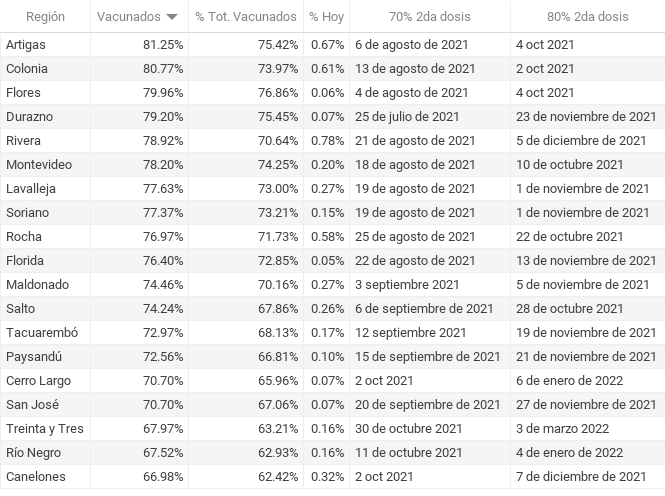 Región Vacunados % Tot. Vacunados % Hoy 70% 2da dosis 80% 2da dosis
Artigas 81.25% 75.42% 0.67% 6 de agosto de 2021 4 oct 2021
Colonia 80.77% 73.97% 0.61% 13 de agosto de 2021 2 oct 2021
Flores 79.96% 76.86% 0.06% 4 de agosto de 2021 4 oct 2021
Durazno 79.20% 75.45% 0.07% 25 de julio de 2021 23 de noviembre de 2021
Rivera 78.92% 70.64% 0.78% 21 de agosto de 2021 5 de diciembre de 2021
Montevideo 78.20% 74.25% 0.20% 18 de agosto de 2021 10 de octubre 2021
Lavalleja 77.63% 73.00% 0.27% 19 de agosto de 2021 1 de noviembre de 2021
Soriano 77.37% 73.21% 0.15% 19 de agosto de 2021 1 de noviembre de 2021
Rocha 76.97% 71.73% 0.58% 25 de agosto de 2021 22 de octubre 2021
Florida 76.40% 72.85% 0.05% 22 de agosto de 2021 13 de noviembre de 2021
Maldonado 74.46% 70.16% 0.27% 3 septiembre 2021 5 de noviembre de 2021
Salto 74.24% 67.86% 0.26% 6 de septiembre de 2021 28 de octubre 2021
Tacuarembó 72.97% 68.13% 0.17% 12 septiembre 2021 19 de noviembre de 2021
Paysandú 72.56% 66.81% 0.10% 15 de septiembre de 2021 21 de noviembre de 2021
Cerro Largo 70.70% 65.96% 0.07% 2 oct 2021 6 de enero de 2022
San José 70.70% 67.06% 0.07% 20 de septiembre de 2021 27 de noviembre de 2021
Treinta y Tres 67.97% 63.21% 0.16% 30 de octubre de 2021 3 de marzo 2022
Río Negro 67.52% 62.93% 0.16% 11 de octubre de 2021 4 de enero de 2022
Canelones 66.98% 62.42% 0.32% 2 oct 2021 7 de diciembre de 2021